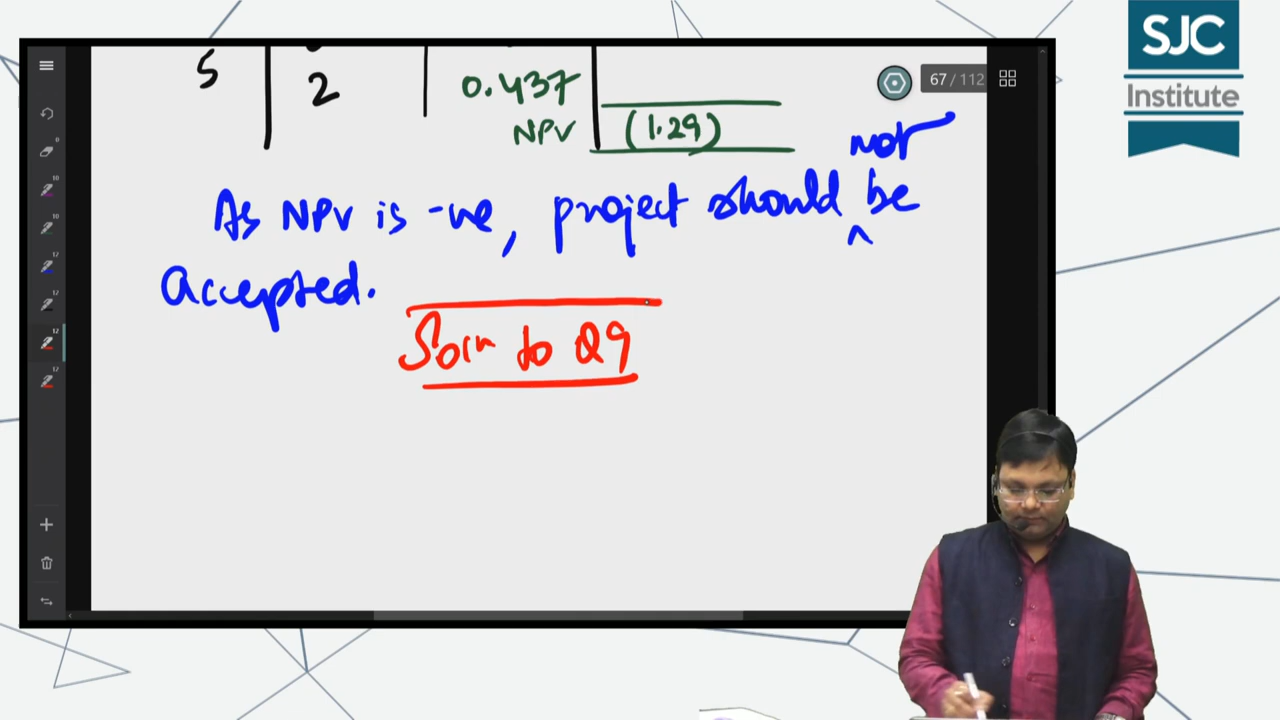 SJC
Institute
67 / 112
5 2 0.437
NPV (1.29)
not
As NPV is -ve, project should ^ be
accepted.
Soln to Q9